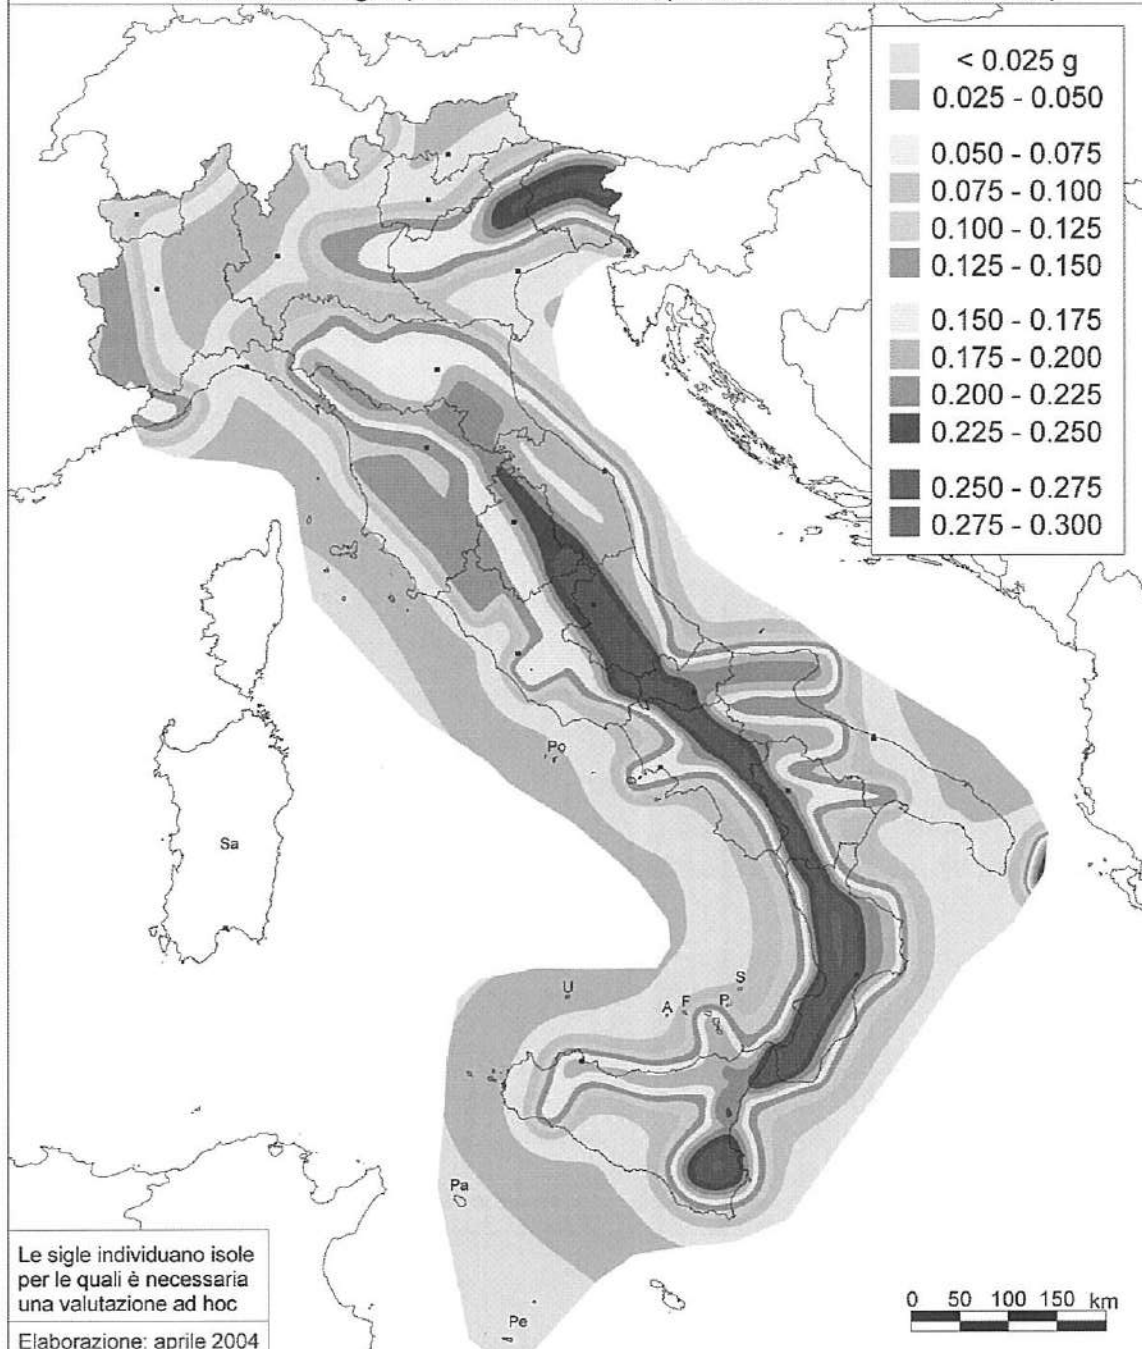 < 0.025 g
0.025 - 0.050
0.050 - 0.075
0.075 - 0.100
0.100 - 0.125
0.125 - 0.150
0.150 - 0.175
0.175 - 0.200
0.200 - 0.225
0.225 - 0.250
0.250 - 0.275
0.275 - 0.300
Po
Sa
U
S
A F P
Pa
Pe
Le sigle individuano isole
per le quali è necessaria
una valutazione ad hoc
Elaborazione: aprile 2004
0 50 100 150 km